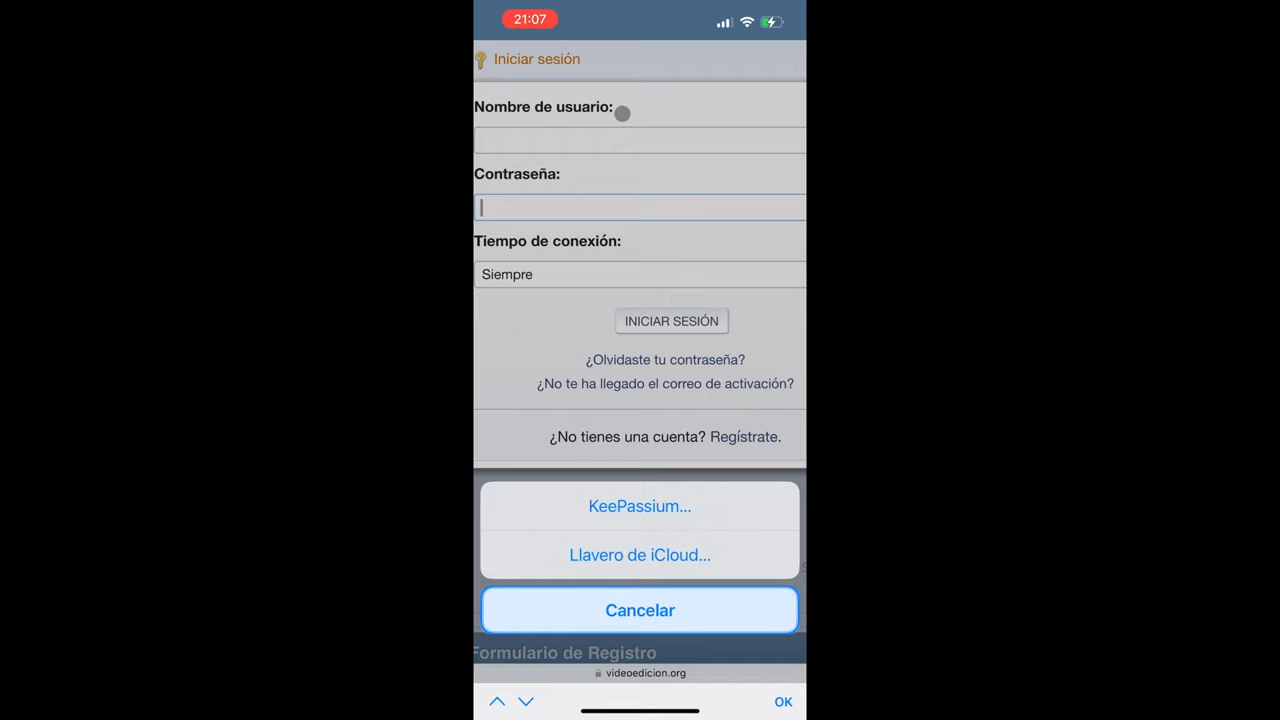 21:07
Iniciar sesión
Nombre de usuario:
Contraseña:
Tiempo de conexión:
Siempre
INICIAR SESIÓN
¿Olvidaste tu contraseña?
¿No te ha llegado el correo de activación?
¿No tienes una cuenta? Regístrate.
KeePassium...
Llavero de iCloud...
Cancelar
Formulario de Registro
videoedicion.org
OK